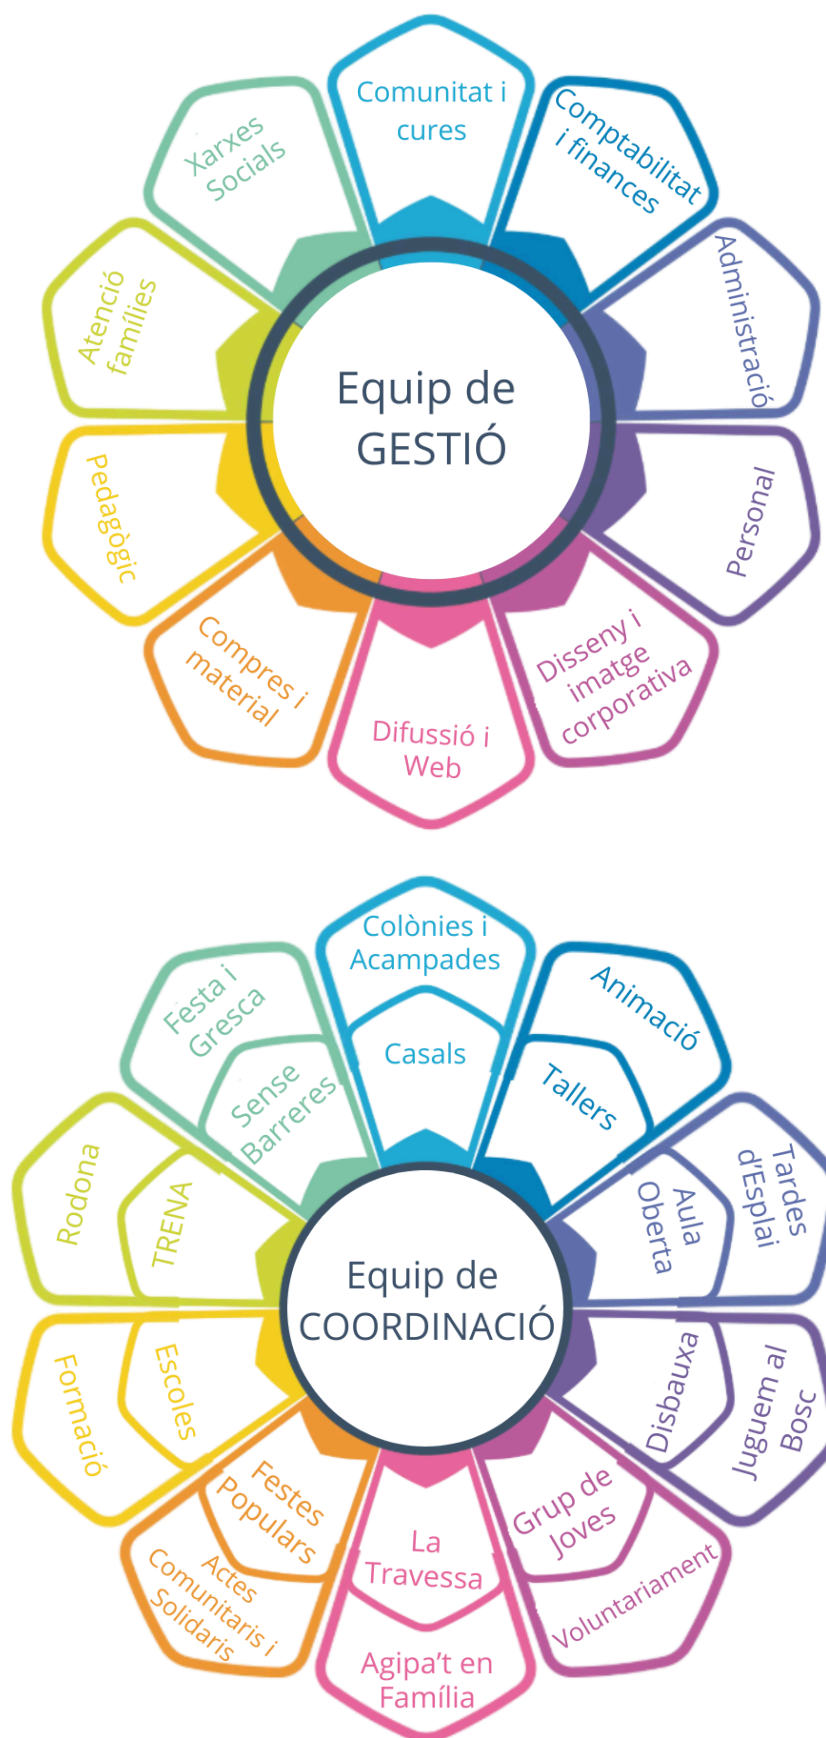 Comunitat i
cures
Comptabilitat
i finances
Administració
Personal
Disseny i
imatge
corporativa
Difussió i
Web
Compres i
material
Pedagògic
Atenció
famílies
Xarxes
Socials
Equip de
GESTIÓ
Colònies i
Acampades
Casals
Animació
Tallers
Tardes
d'Esplai
Aula
Oberta
Juguem al
Bosc
Disbauxa
Voluntariament
Grup de
Joves
La
Travessa
Agipa't en
Família
Festes
Populars
Actes
Comunitaris i
Solidaris
Formació
Escoles
Rodona
TRENA
Festa i
Gresca
Sense
Barreres
Equip de
COORDINACIÓ